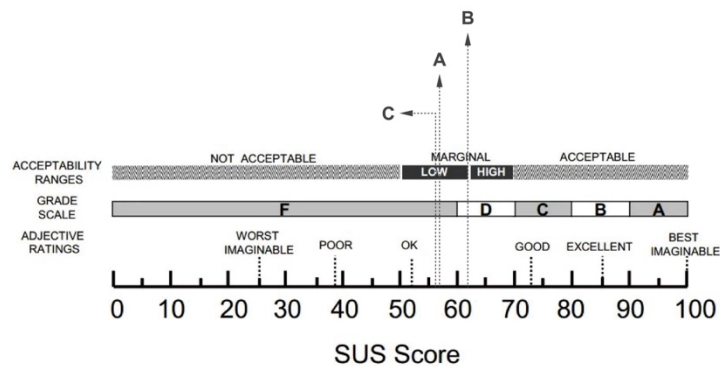 B
A
C
NOT ACCEPTABLE MARGINAL ACCEPTABLE
ACCEPTABILITY RANGES LOW HIGH
GRADE SCALE F D C B A
ADJECTIVE RATINGS WORST IMAGINABLE POOR OK GOOD EXCELLENT BEST IMAGINABLE
0 10 20 30 40 50 60 70 80 90 100
SUS Score